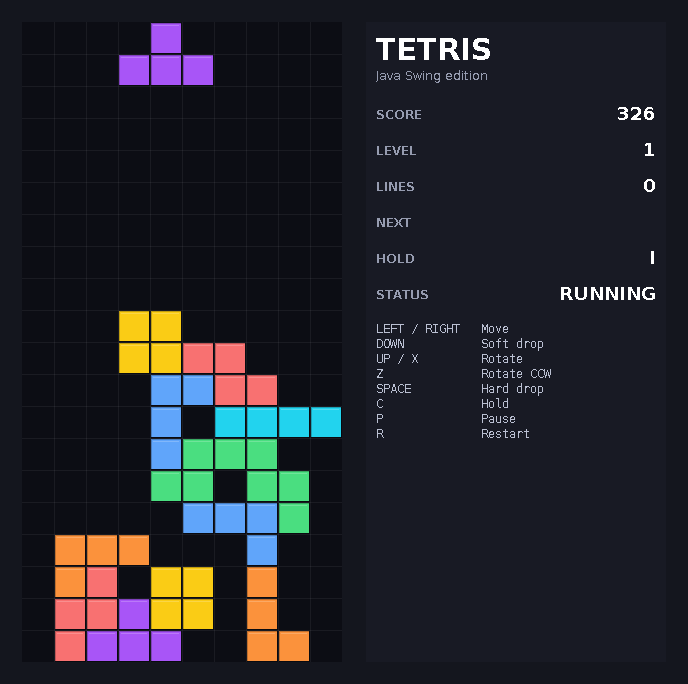 TETRIS
Java Swing edition
SCORE 326
LEVEL 1
LINES 0
NEXT
HOLD I
STATUS RUNNING
LEFT / RIGHT Move
DOWN Soft drop
UP / X Rotate
Z Rotate CCW
SPACE Hard drop
C Hold
P Pause
R Restart